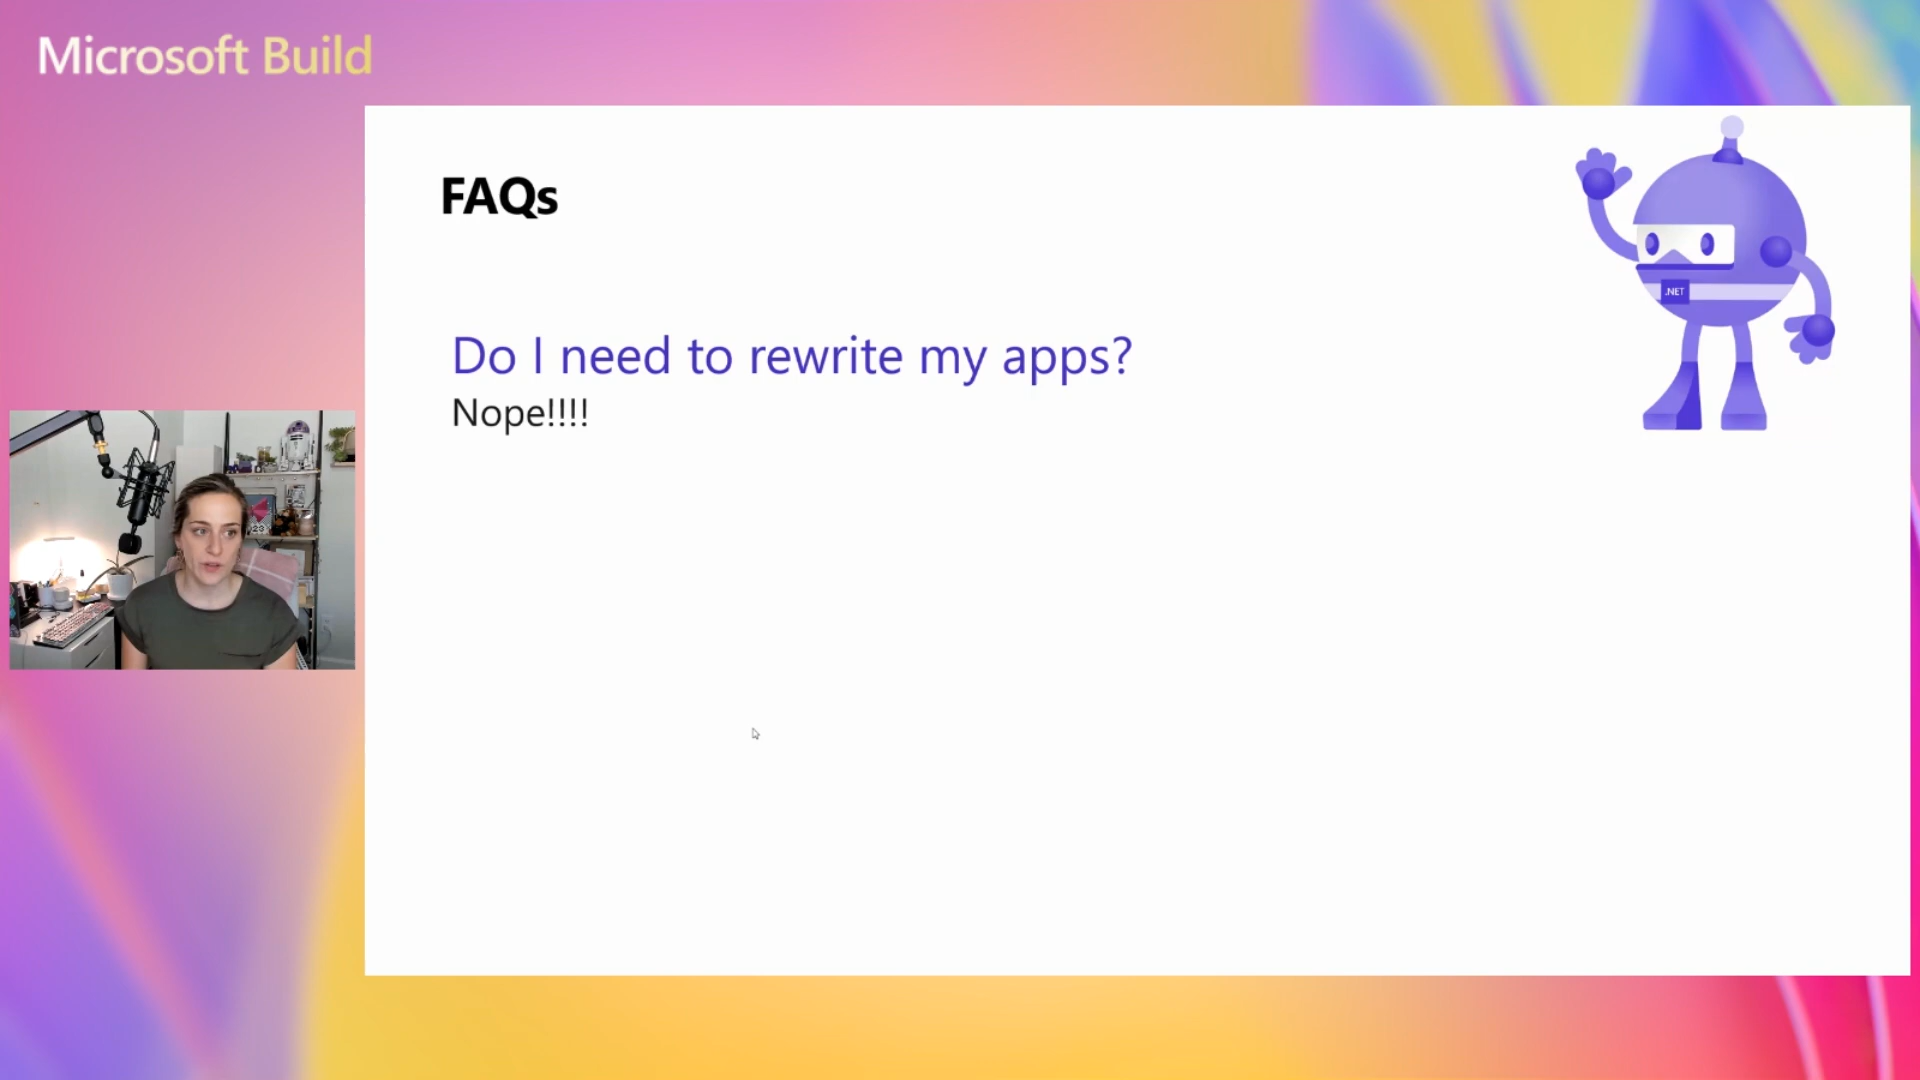 Microsoft Build
FAQs
.NET
Do I need to rewrite my apps?
Nope!!!!